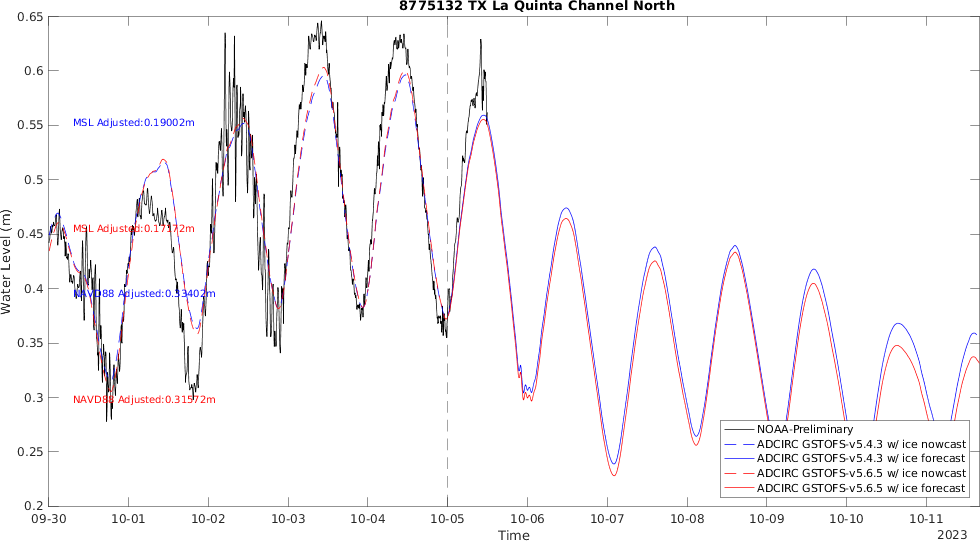 8775132 TX La Quinta Channel North
Water Level (m)
0.65
0.6
0.55
0.5
0.45
0.4
0.35
0.3
0.25
0.2
MSL Adjusted:0.19002m
MSL Adjusted:0.17172m
NAVD88 Adjusted:0.33402m
NAVD88 Adjusted:0.31572m
NOAA-Preliminary
ADCIRC GSTOFS-v5.4.3 w/ ice nowcast
ADCIRC GSTOFS-v5.4.3 w/ ice forecast
ADCIRC GSTOFS-v5.6.5 w/ ice nowcast
ADCIRC GSTOFS-v5.6.5 w/ ice forecast
09-30 10-01 10-02 10-03 10-04 10-05 10-06 10-07 10-08 10-09 10-10 10-11
Time
2023